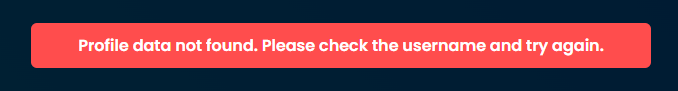 Profile data not found. Please check the username and try again.